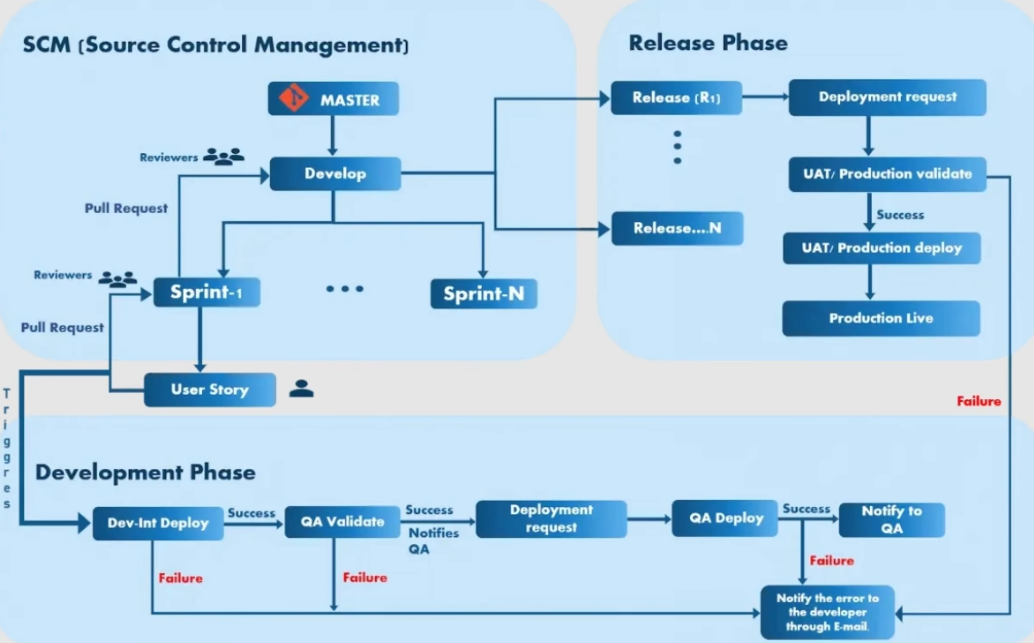 SCM (Source Control Management)
MASTER
Reviewers
Develop
Pull Request
Reviewers
Sprint-1
...
Sprint-N
Pull Request
User Story
Release Phase
Release (R1)
Deployment request
UAT/ Production validate
Success
Release....N
UAT/ Production deploy
Production Live
Failure
Triggres
Development Phase
Dev-Int Deploy
Success
QA Validate
Success
Notifies
QA
Deployment
request
QA Deploy
Success
Notify to
QA
Failure
Failure
Failure
Notify the error to
the developer
through E-mail.